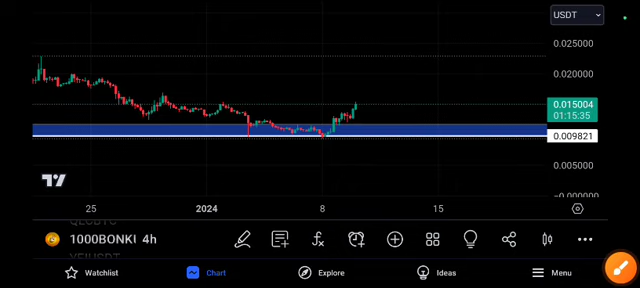 USDT
0.025000
0.020000
0.015004
01:15:35
0.009821
0.005000
25
2024
8
15
1000BONKU 4h
Watchlist
Chart
Explore
Ideas
Menu